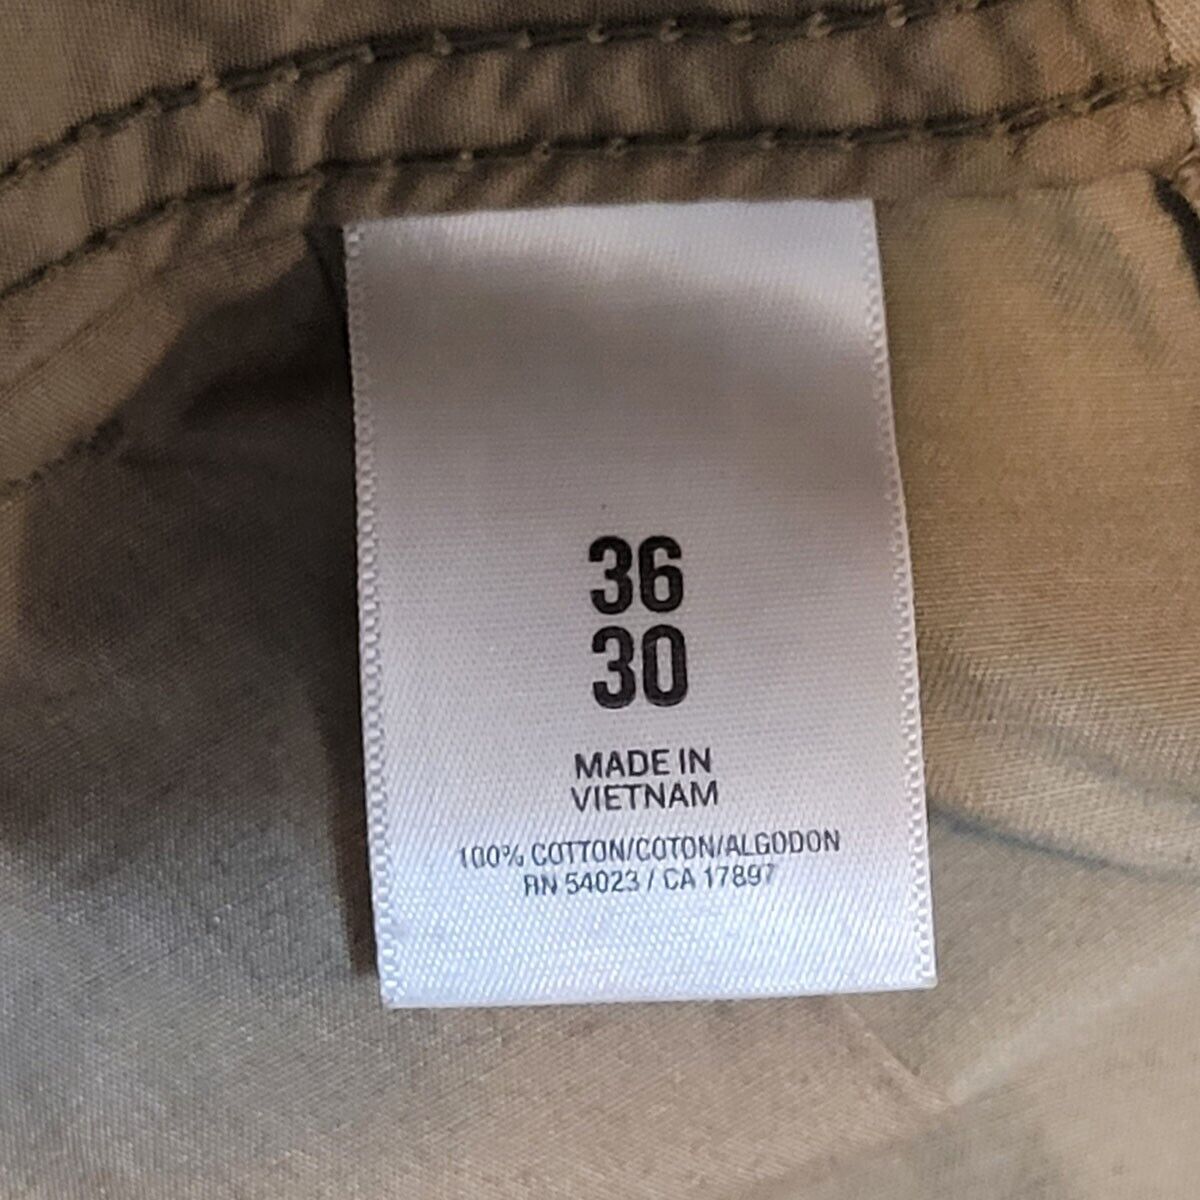 36
30
MADE IN
VIETNAM
100% COTTON/COTON/ALGODON
RN 54023 / CA 17897